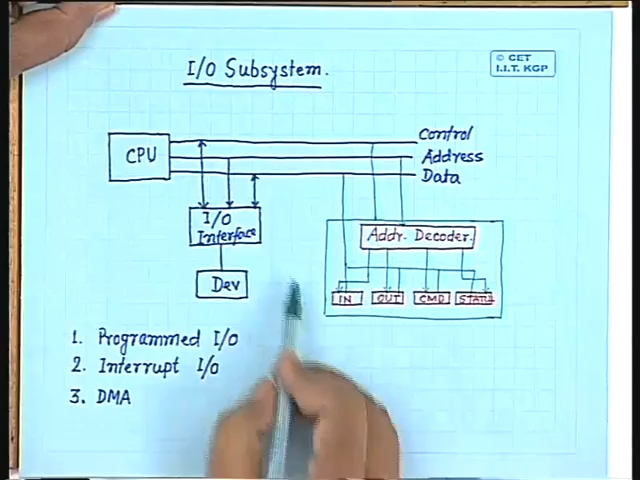 I/O Subsystem.
© CET
I.I.T. KGP
Control
CPU
Address
Data
I/O
Interface
Addr. Decoder.
Dev
IN
OUT
CMD
STATUS
1. Programmed I/O
2. Interrupt I/O
3. DMA